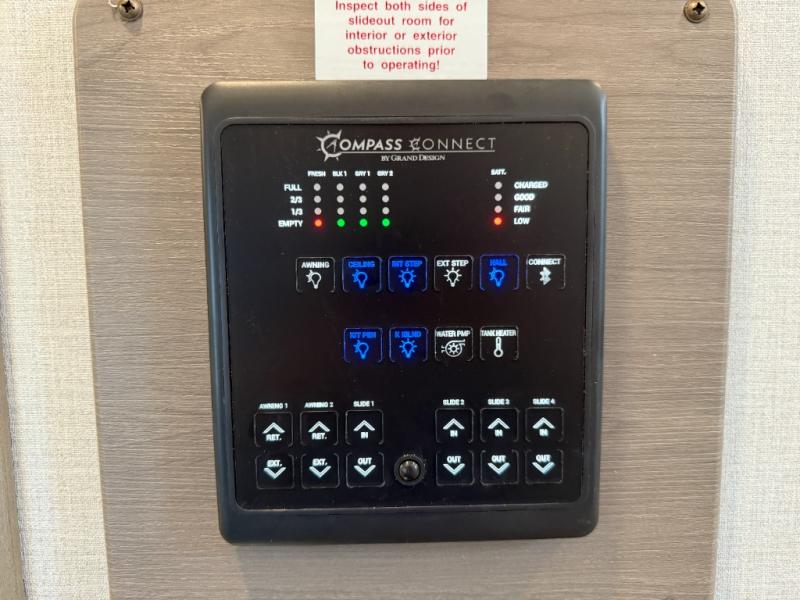 Inspect both sides of
slideout room for
interior or exterior
obstructions prior
to operating!
COMPASS CONNECT
BY GRAND DESIGN
FRESH BLK 1 GRY 1 GRY 2 BATT.
FULL CHARGED
2/3 GOOD
1/3 FAIR
EMPTY LOW
AWNING CEILING INT STEP EXT STEP HALL CONNECT
KIT PEN K ISLND WATER PMP TANK HEATER
AWNING 1 AWNING 2 SLIDE 1 SLIDE 2 SLIDE 3 SLIDE 4
RET. RET. IN IN IN IN
EXT. EXT. OUT OUT OUT OUT